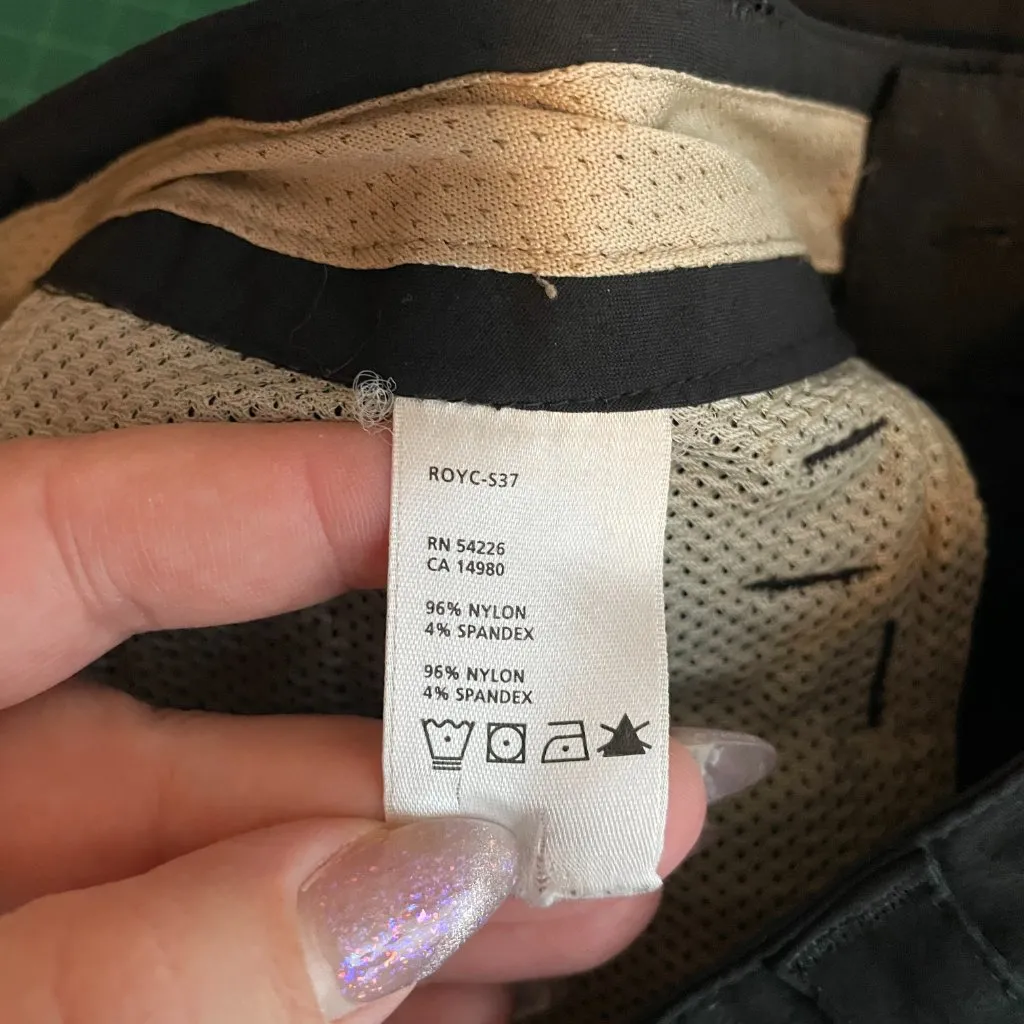 ROYC-S37
RN 54226
CA 14980
96% NYLON
4% SPANDEX
96% NYLON
4% SPANDEX